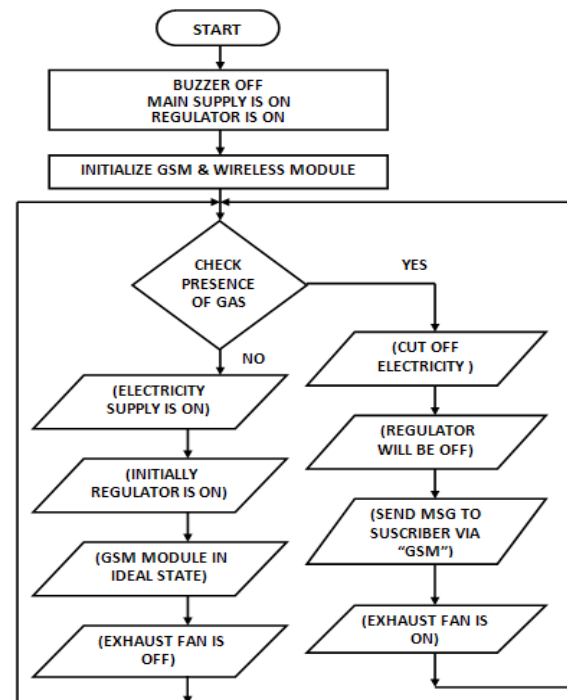 START
BUZZER OFF
MAIN SUPPLY IS ON
REGULATOR IS ON
INITIALIZE GSM & WIRELESS MODULE
CHECK
PRESENCE
OF GAS
YES
NO
(CUT OFF
ELECTRICITY )
(ELECTRICITY
SUPPLY IS ON)
(REGULATOR
WILL BE OFF)
(INITIALLY
REGULATOR IS ON)
(SEND MSG TO
SUSCRIBER VIA
“GSM”)
(GSM MODULE IN
IDEAL STATE)
(EXHAUST FAN IS
ON)
(EXHAUST FAN IS
OFF)